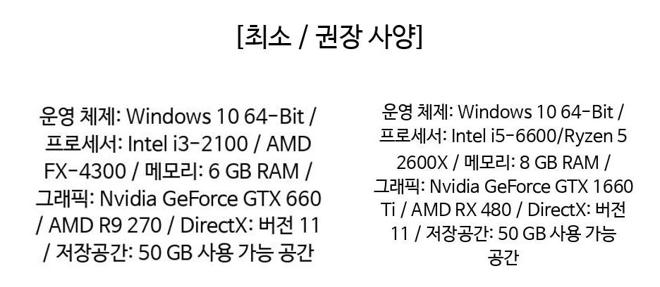 [최소 / 권장 사양]
운영 체제: Windows 10 64-Bit /
프로세서: Intel i3-2100 / AMD
FX-4300 / 메모리: 6 GB RAM /
그래픽: Nvidia GeForce GTX 660
/ AMD R9 270 / DirectX: 버전 11
/ 저장공간: 50 GB 사용 가능 공간
운영 체제: Windows 10 64-Bit /
프로세서: Intel i5-6600/Ryzen 5
2600X / 메모리: 8 GB RAM /
그래픽: Nvidia GeForce GTX 1660
Ti / AMD RX 480 / DirectX: 버전
11 / 저장공간: 50 GB 사용 가능
공간